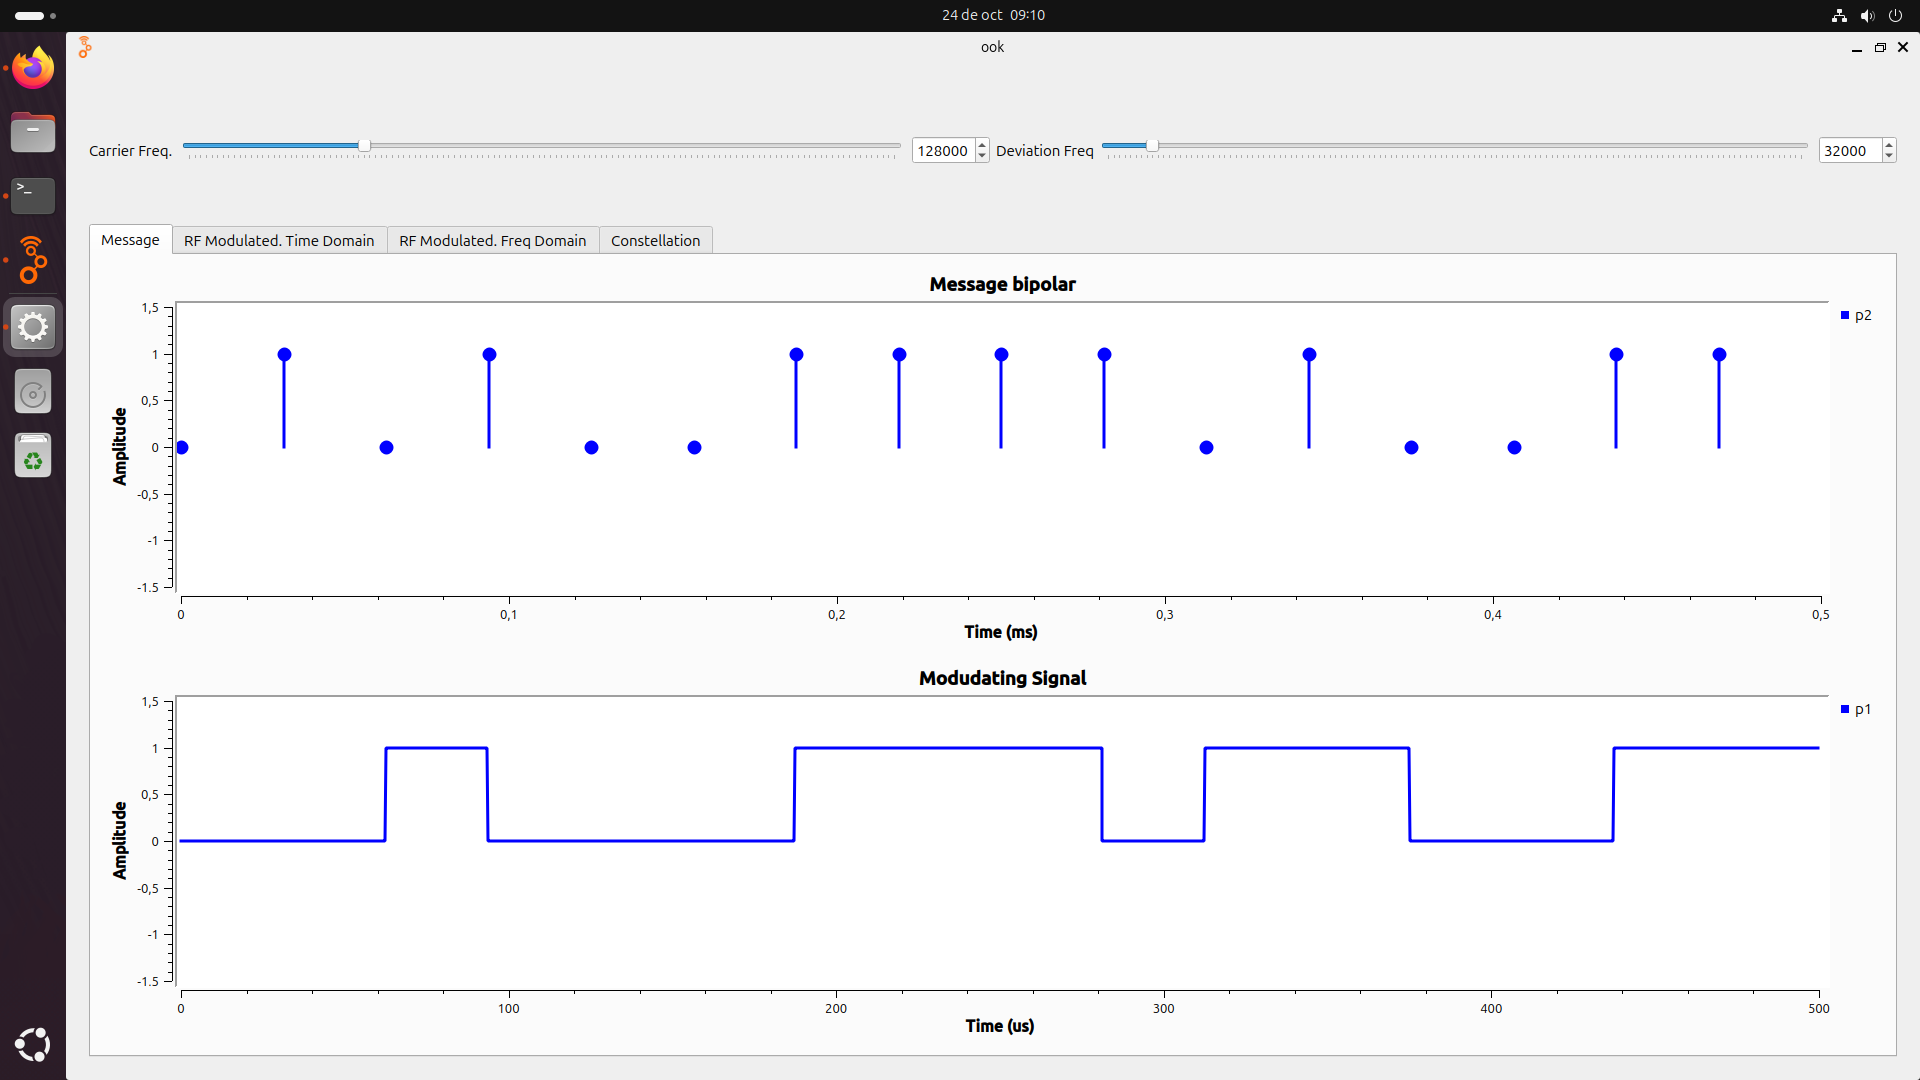 24 de oct 09:10
ook
Carrier Freq. 128000 Deviation Freq 32000
Message RF Modulated. Time Domain RF Modulated. Freq Domain Constellation
Message bipolar
p2
Amplitude
1,5
1
0,5
0
-0,5
-1
-1.5
0 0,1 0,2 0,3 0,4 0,5
Time (ms)
Modudating Signal
p1
Amplitude
1,5
1
0,5
0
-0,5
-1
-1.5
0 100 200 300 400 500
Time (us)